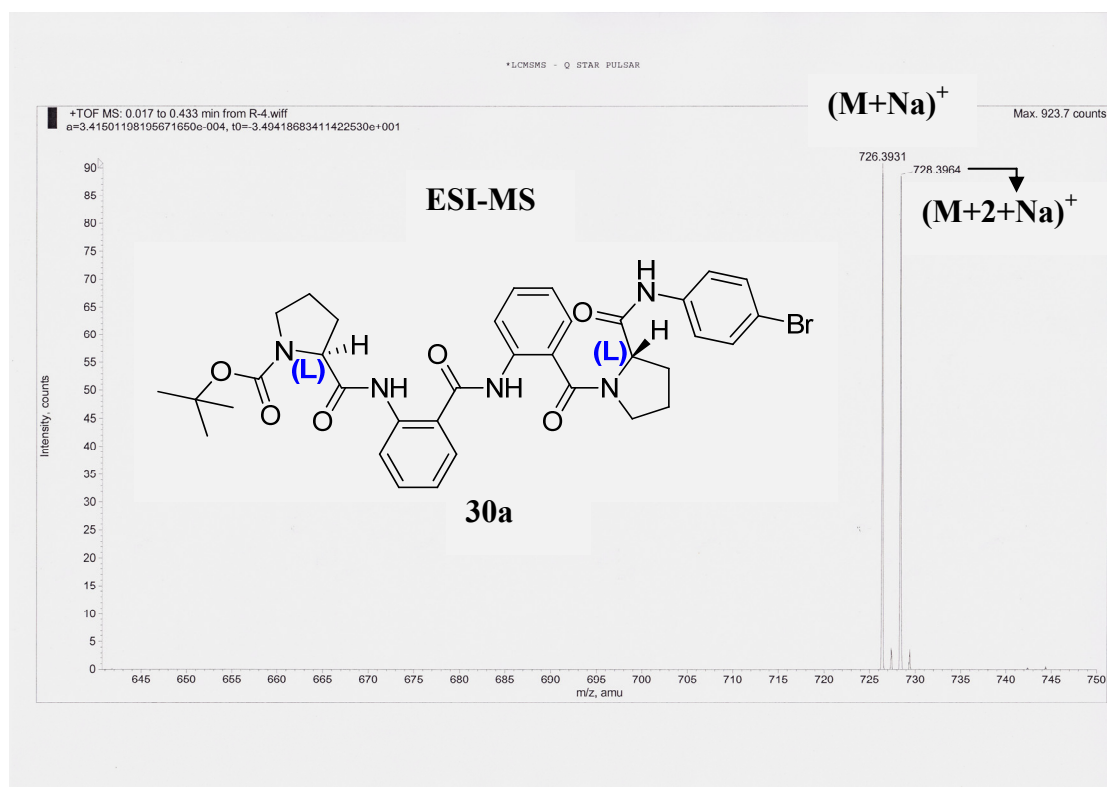 *LCMSMS - Q STAR PULSAR
+TOF MS: 0.017 to 0.433 min from R-4.wiff
a=3.41501198195671650e-004, t0=-3.49418683411422530e+001
Max. 923.7 counts
(M+Na)+
726.3931
728.3964
(M+2+Na)+
ESI-MS
90
85
80
75
70
65
60
55
50
45
40
35
30
25
20
15
10
5
0
Intensity, counts
H
N
O
Br
H
(L)
N
H
(L)
O
O
O
NH
O
NH
O
N
O
30a
645 650 655 660 665 670 675 680 685 690 695 700 705 710 715 720 725 730 735 740 745 750
m/z, amu